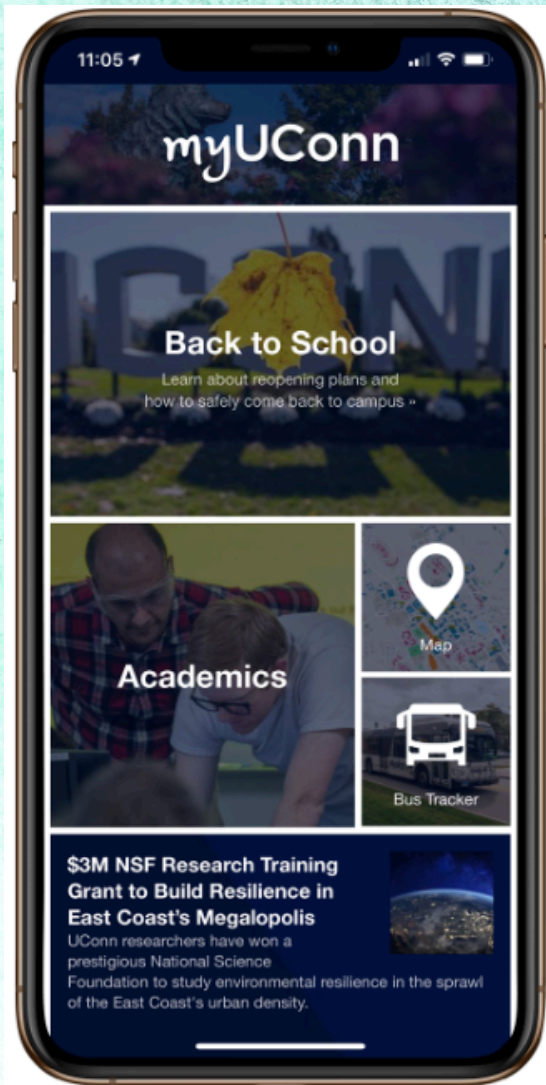 11:05
myUConn
UCONN
Back to School
Learn about reopening plans and
how to safely come back to campus »
Academics
Map
Bus Tracker
$3M NSF Research Training
Grant to Build Resilience in
East Coast's Megalopolis
UConn researchers have won a
prestigious National Science
Foundation to study environmental resilience in the sprawl
of the East Coast's urban density.